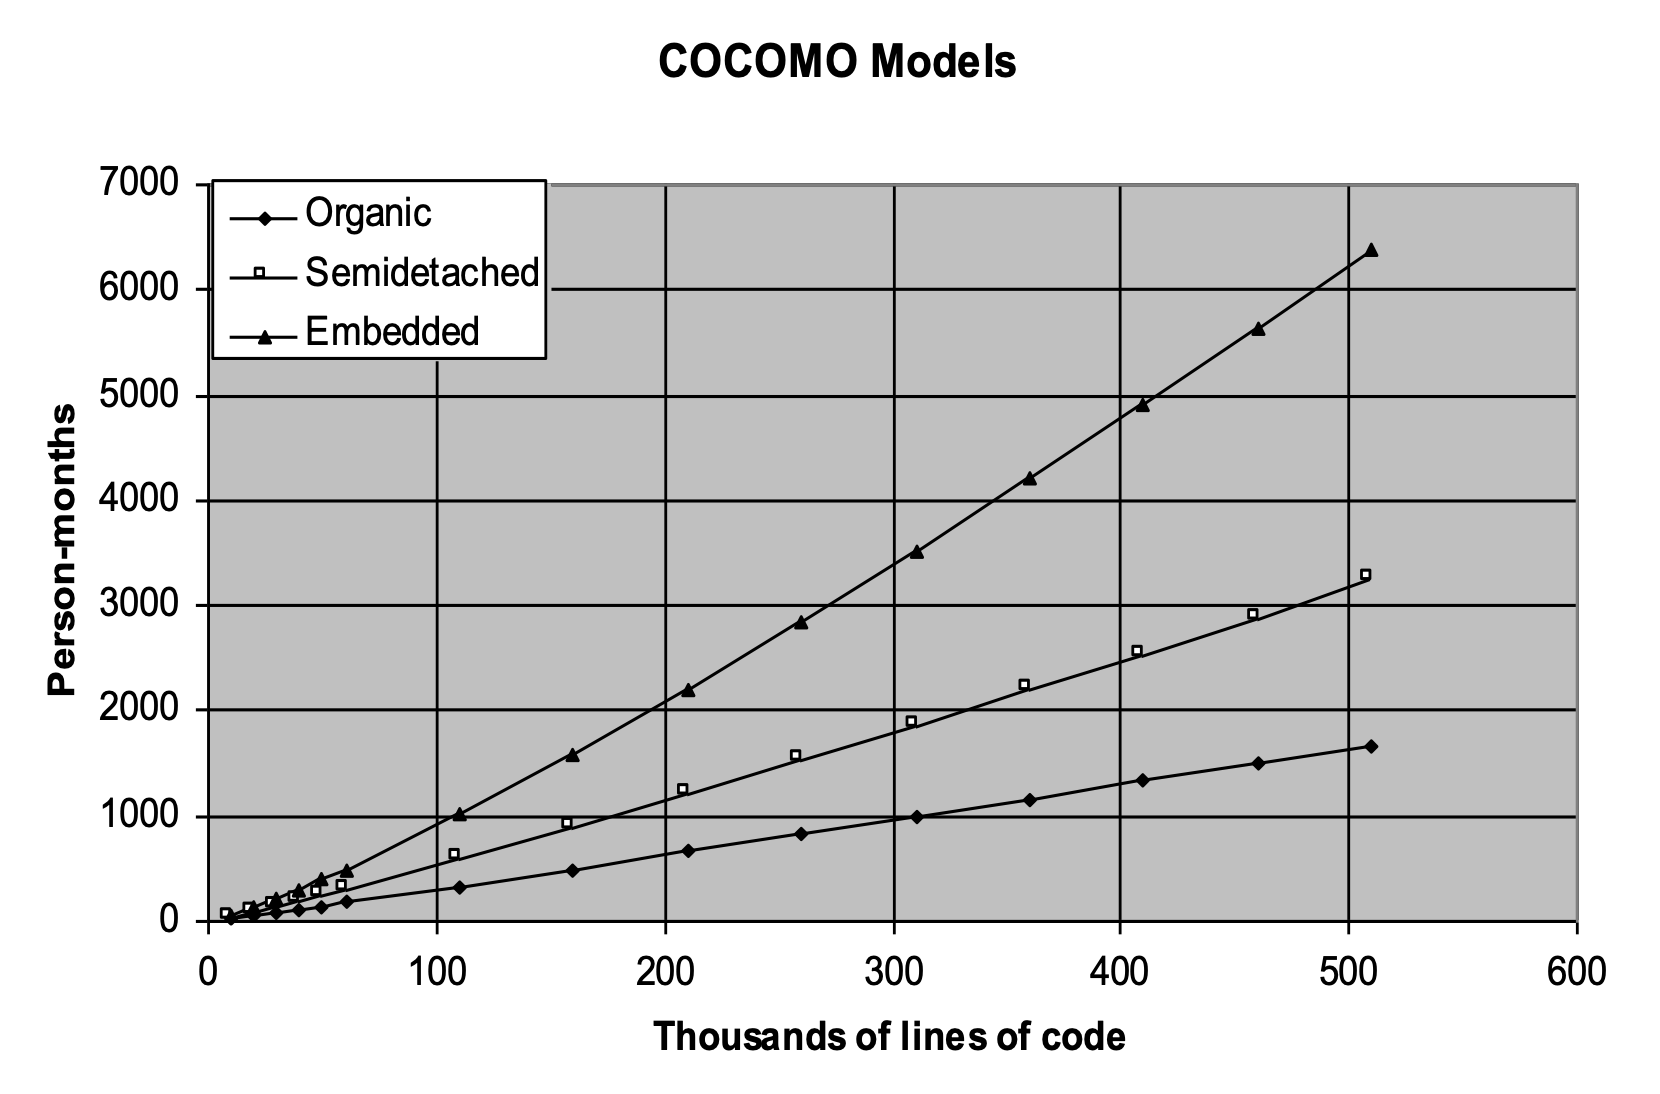 COCOMO Models
7000
6000
5000
4000
3000
2000
1000
0
Organic
Semidetached
Embedded
Person-months
0 100 200 300 400 500 600
Thousands of lines of code